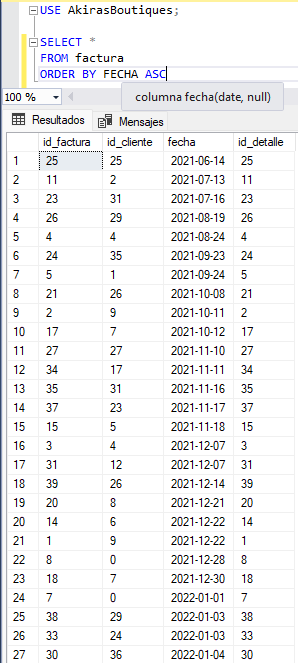 USE AkirasBoutiques;
SELECT *
FROM factura
ORDER BY FECHA ASC
100 %
columna fecha(date, null)
Resultados Mensajes
id_factura id_cliente fecha id_detalle
1 25 25 2021-06-14 25
2 11 2 2021-07-13 11
3 23 31 2021-07-16 23
4 26 29 2021-08-19 26
5 4 4 2021-08-24 4
6 24 35 2021-09-23 24
7 5 1 2021-09-24 5
8 21 26 2021-10-08 21
9 2 9 2021-10-11 2
10 17 7 2021-10-12 17
11 27 27 2021-11-10 27
12 34 17 2021-11-11 34
13 35 31 2021-11-16 35
14 37 23 2021-11-17 37
15 15 5 2021-11-18 15
16 3 4 2021-12-07 3
17 31 12 2021-12-07 31
18 39 26 2021-12-14 39
19 20 8 2021-12-21 20
20 14 6 2021-12-22 14
21 1 9 2021-12-22 1
22 8 0 2021-12-28 8
23 18 7 2021-12-30 18
24 7 0 2022-01-01 7
25 38 29 2022-01-03 38
26 33 24 2022-01-03 33
27 30 36 2022-01-04 30